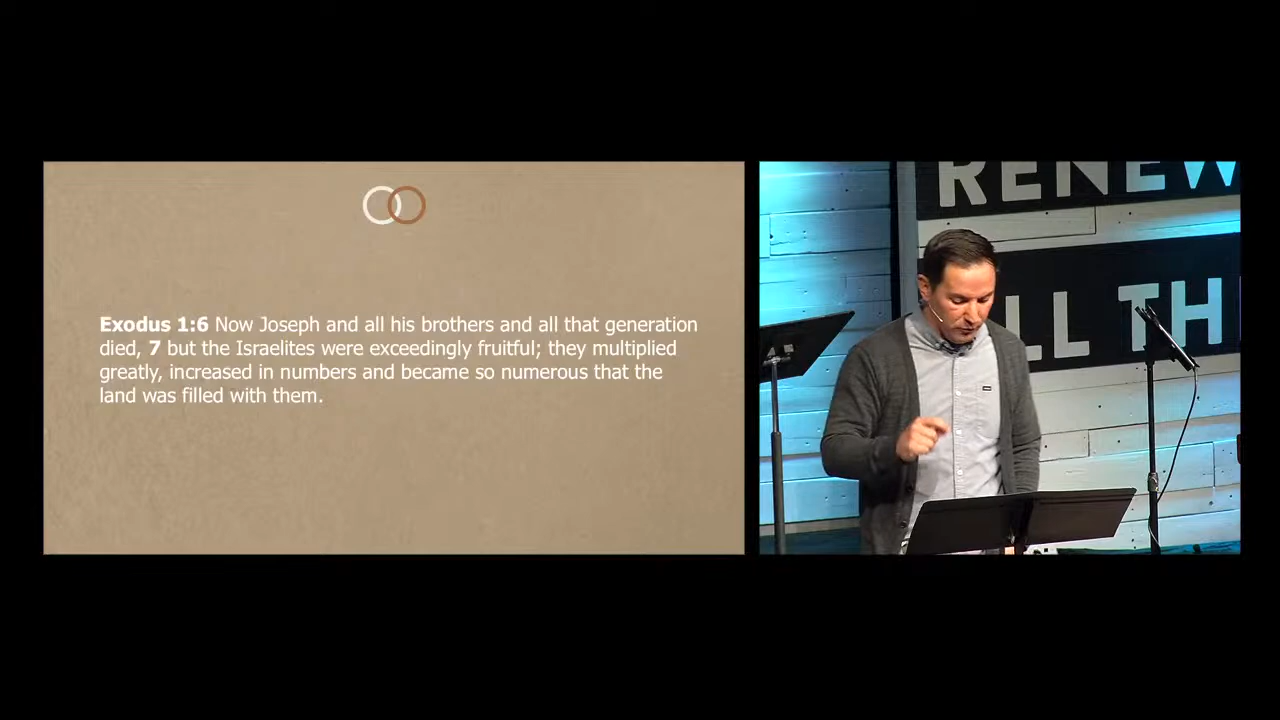 Exodus 1:6 Now Joseph and all his brothers and all that generation
died, 7 but the Israelites were exceedingly fruitful; they multiplied
greatly, increased in numbers and became so numerous that the
land was filled with them.
RENEW
LL TH